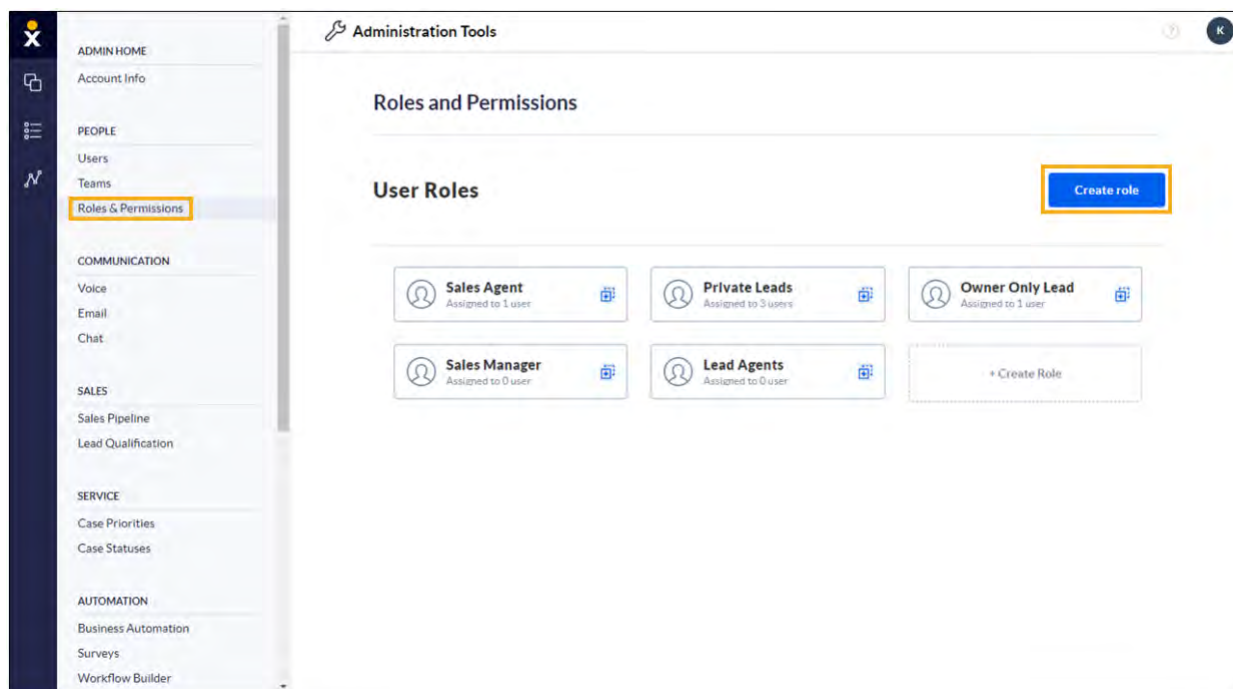 Administration Tools
K
ADMIN HOME
Account Info
PEOPLE
Users
Teams
Roles & Permissions
COMMUNICATION
Voice
Email
Chat
SALES
Sales Pipeline
Lead Qualification
SERVICE
Case Priorities
Case Statuses
AUTOMATION
Business Automation
Surveys
Workflow Builder
Roles and Permissions
User Roles
Create role
Sales Agent
Assigned to 1 user
Private Leads
Assigned to 3 users
Owner Only Lead
Assigned to 1 user
Sales Manager
Assigned to 0 user
Lead Agents
Assigned to 0 user
+ Create Role